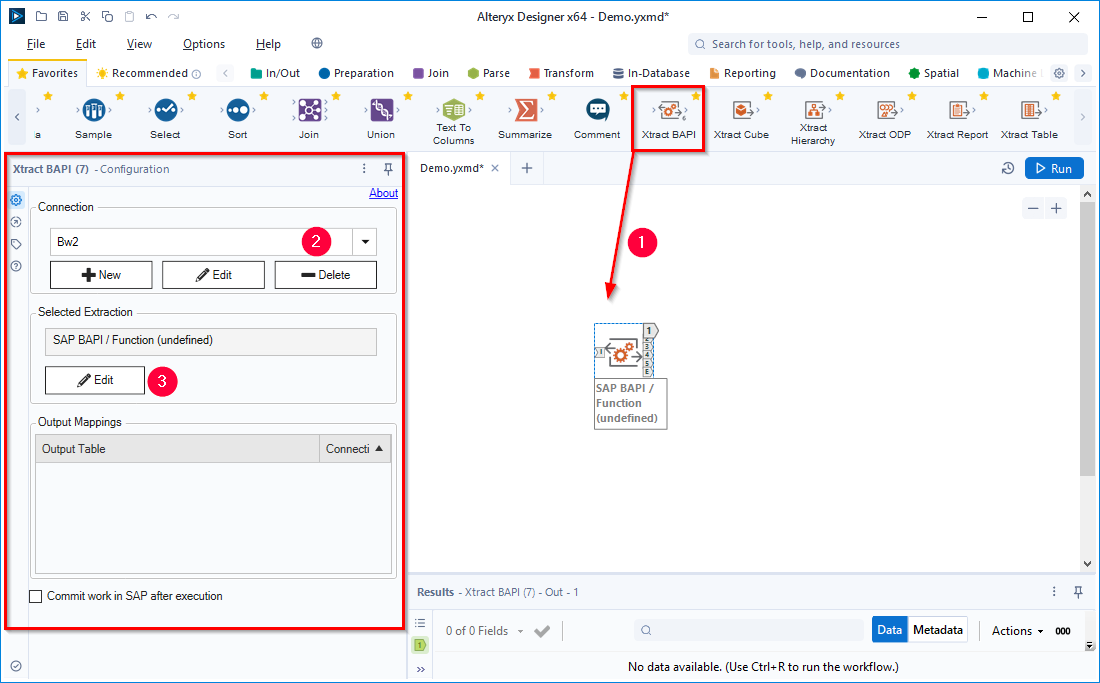 Alteryx Designer x64 - Demo.yxmd*
File Edit View Options Help
Search for tools, help, and resources
Favorites Recommended In/Out Preparation Join Parse Transform In-Database Reporting Documentation Spatial Machine
a Sample Select Sort Join Union Text To Columns Summarize Comment Xtract BAPI Xtract Cube Xtract Hierarchy Xtract ODP Xtract Report Xtract Table
Xtract BAPI (7) - Configuration
About
Connection
Bw2
2
New Edit Delete
Selected Extraction
SAP BAPI / Function (undefined)
Edit
3
Output Mappings
Output Table Connecti
Commit work in SAP after execution
Demo.yxmd*
Run
1
1
3
4
5
E
SAP BAPI /
Function
(undefined)
Results - Xtract BAPI (7) - Out - 1
1
0 of 0 Fields
Data Metadata
Actions
000
No data available. (Use Ctrl+R to run the workflow.)